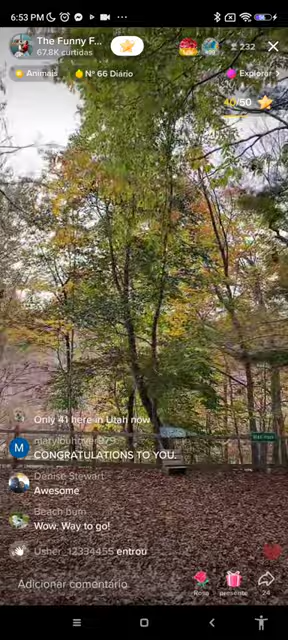 6:53 PM
The Funny F...
67.8K curtidas
232
Animais
Nº 66 Diário
Explorar >
40/50
Only 41 here in Utah now
M
marylouhover979
CONGRATULATIONS TO YOU.
Denise Stewart
Awesome
Beach bum
Wow. Way to go!
Usher_12334455 entrou
Adicionar comentário
Rosa
presente
24